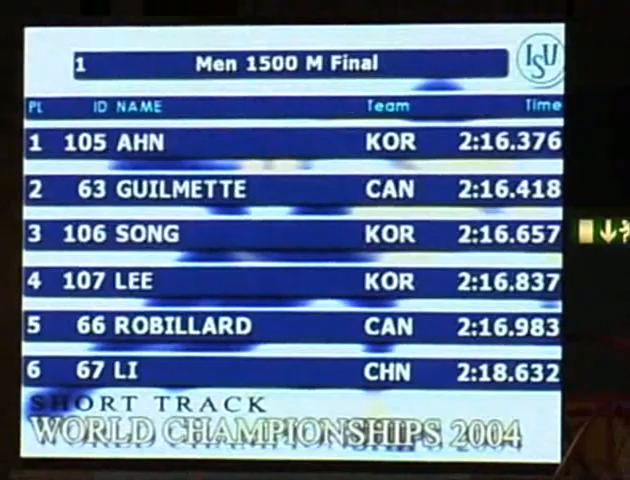 1 Men 1500 M Final ISU
PL ID NAME Team Time
1 105 AHN KOR 2:16.376
2 63 GUILMETTE CAN 2:16.418
3 106 SONG KOR 2:16.657
4 107 LEE KOR 2:16.837
5 66 ROBILLARD CAN 2:16.983
6 67 LI CHN 2:18.632
SHORT TRACK
WORLD CHAMPIONSHIPS 2004